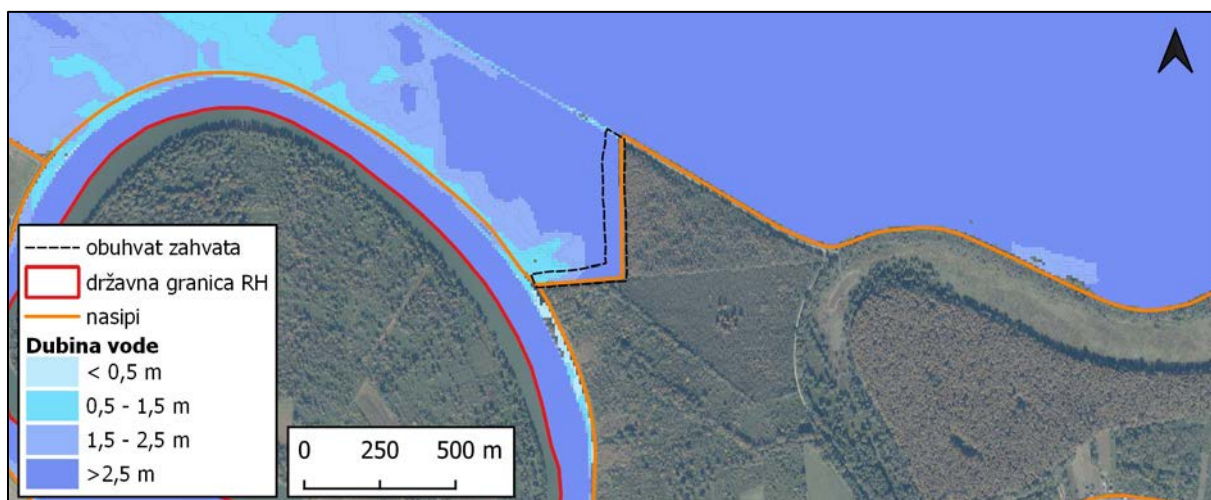 obuhvat zahvata
državna granica RH
nasipi
Dubina vode
< 0,5 m
0,5 - 1,5 m
1,5 - 2,5 m
>2,5 m
0 250 500 m